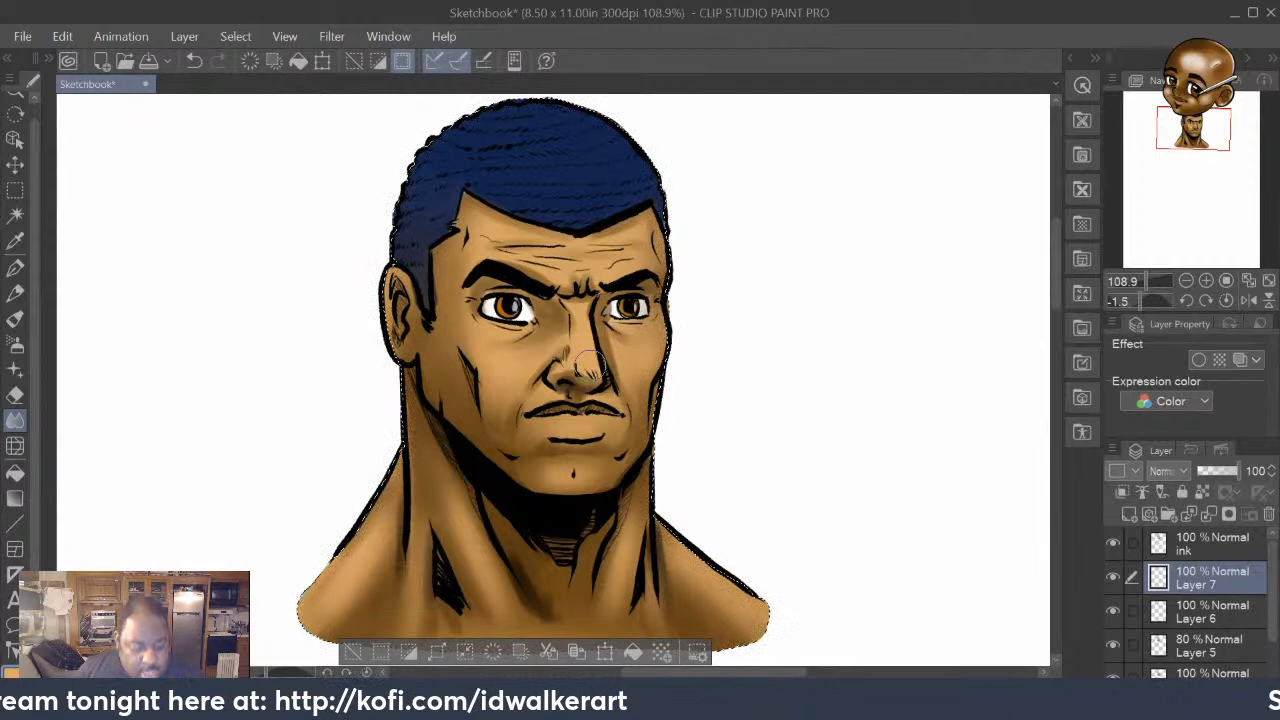 Sketchbook* (8.50 x 11.00in 300dpi 108.9%) - CLIP STUDIO PAINT PRO
File Edit Animation Layer Select View Filter Window Help
Sketchbook*
108.9
-1.5
Layer Property
Effect
Expression color
Color
Layer
100
100 % Normal
ink
100 % Normal
Layer 7
100 % Normal
Layer 6
80 % Normal
Layer 5
100 % Normal
ream tonight here at: http://kofi.com/idwalkerart